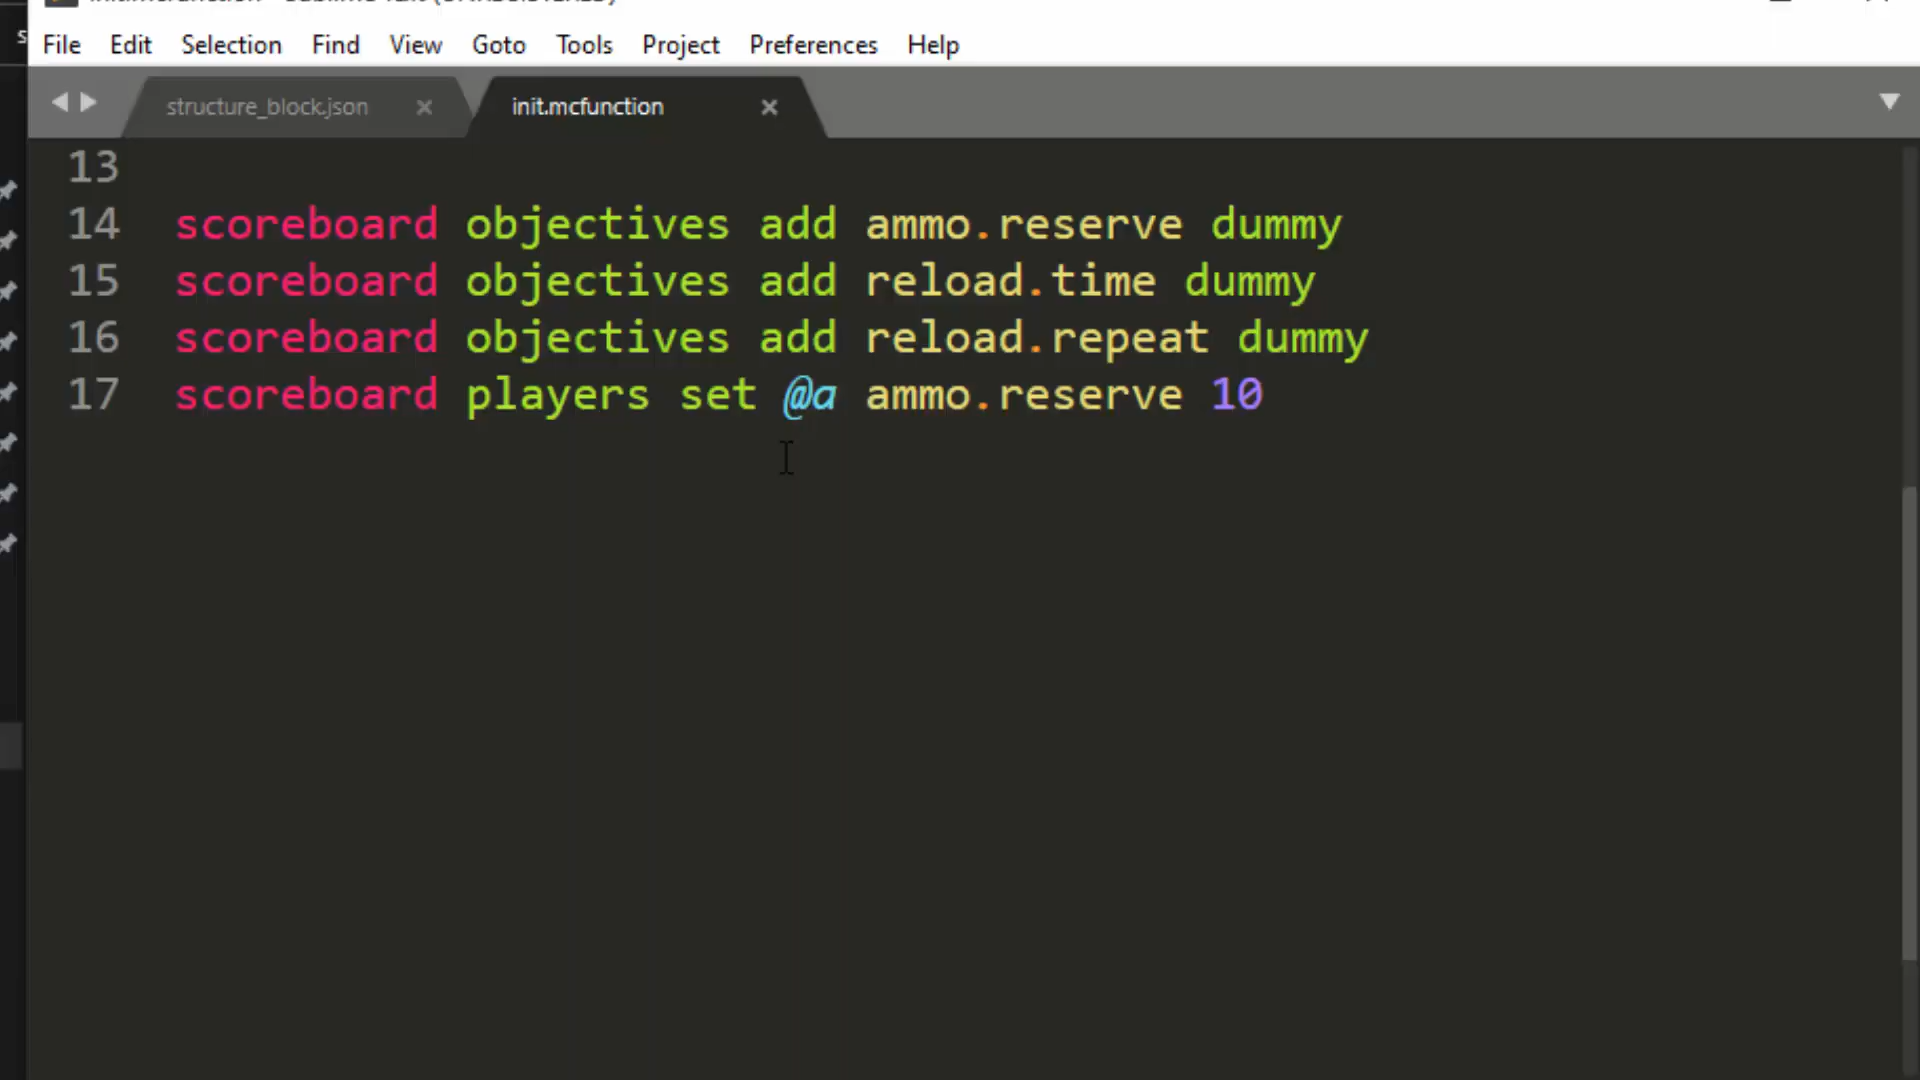 File Edit Selection Find View Goto Tools Project Preferences Help
structure_block.json × init.mcfunction ×
13
14 scoreboard objectives add ammo.reserve dummy
15 scoreboard objectives add reload.time dummy
16 scoreboard objectives add reload.repeat dummy
17 scoreboard players set @a ammo.reserve 10